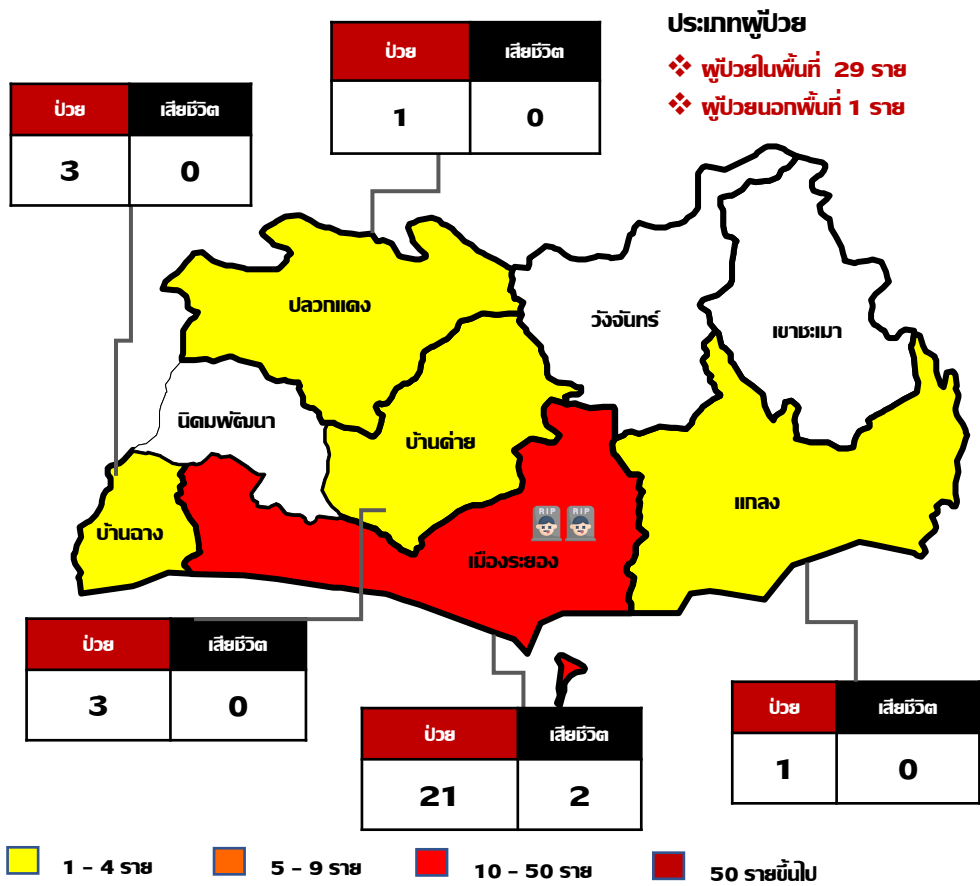 ประเภทผู้ป่วย
❖ ผู้ป่วยในพื้นที่ 29 ราย
❖ ผู้ป่วยนอกพื้นที่ 1 ราย
ป่วย เสียชีวิต
1 0
ป่วย เสียชีวิต
3 0
ปลวกแดง
วังจันทร์
เขาชะเมา
นิคมพัฒนา
บ้านค่าย
แกลง
บ้านฉาง
RIP RIP
เมืองระยอง
ป่วย เสียชีวิต
3 0
ป่วย เสียชีวิต
21 2
ป่วย เสียชีวิต
1 0
1 - 4 ราย
5 - 9 ราย
10 - 50 ราย
50 รายขึ้นไป